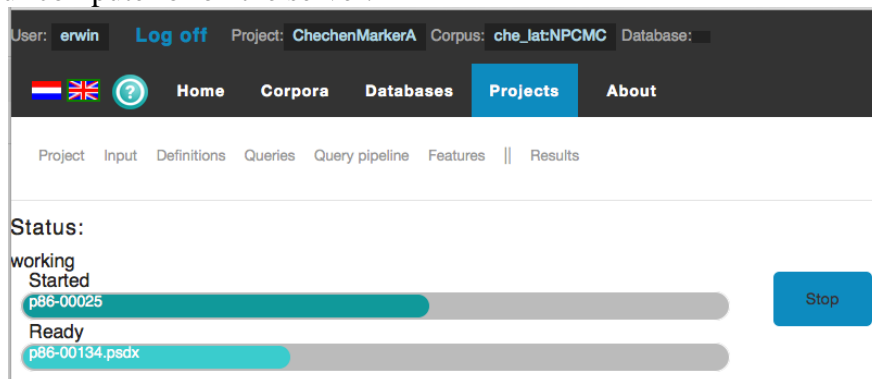 User: erwin Log off Project: ChechenMarkerA Corpus: che_lat:NPCMC Database:
? Home Corpora Databases Projects About
Project Input Definitions Queries Query pipeline Features || Results
Status:
working
Started
p86-00025
Stop
Ready
p86-00134.psdx